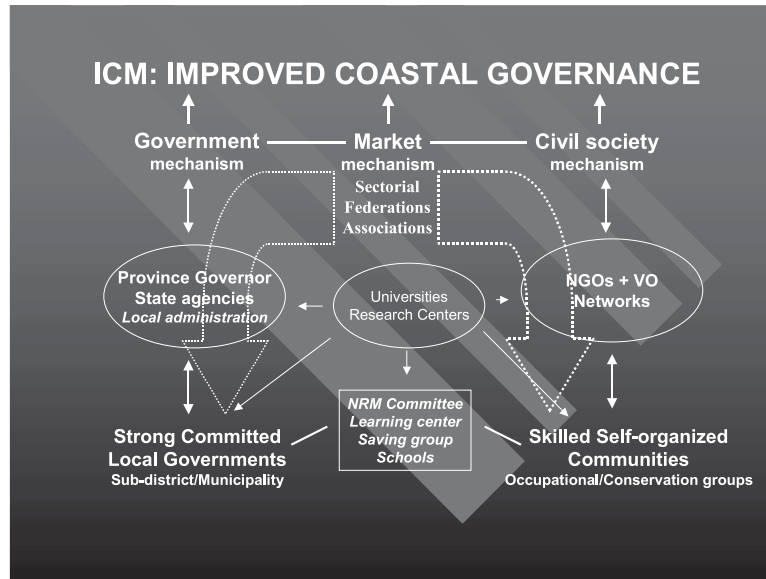 ICM: IMPROVED COASTAL GOVERNANCE
Government
mechanism
Market
mechanism
Civil society
mechanism
Sectorial
Federations
Associations
Province Governor
State agencies
Local administration
Universities
Research Centers
NGOs + VO
Networks
NRM Committee
Learning center
Saving group
Schools
Strong Committed
Local Governments
Sub-district/Municipality
Skilled Self-organized
Communities
Occupational/Conservation groups